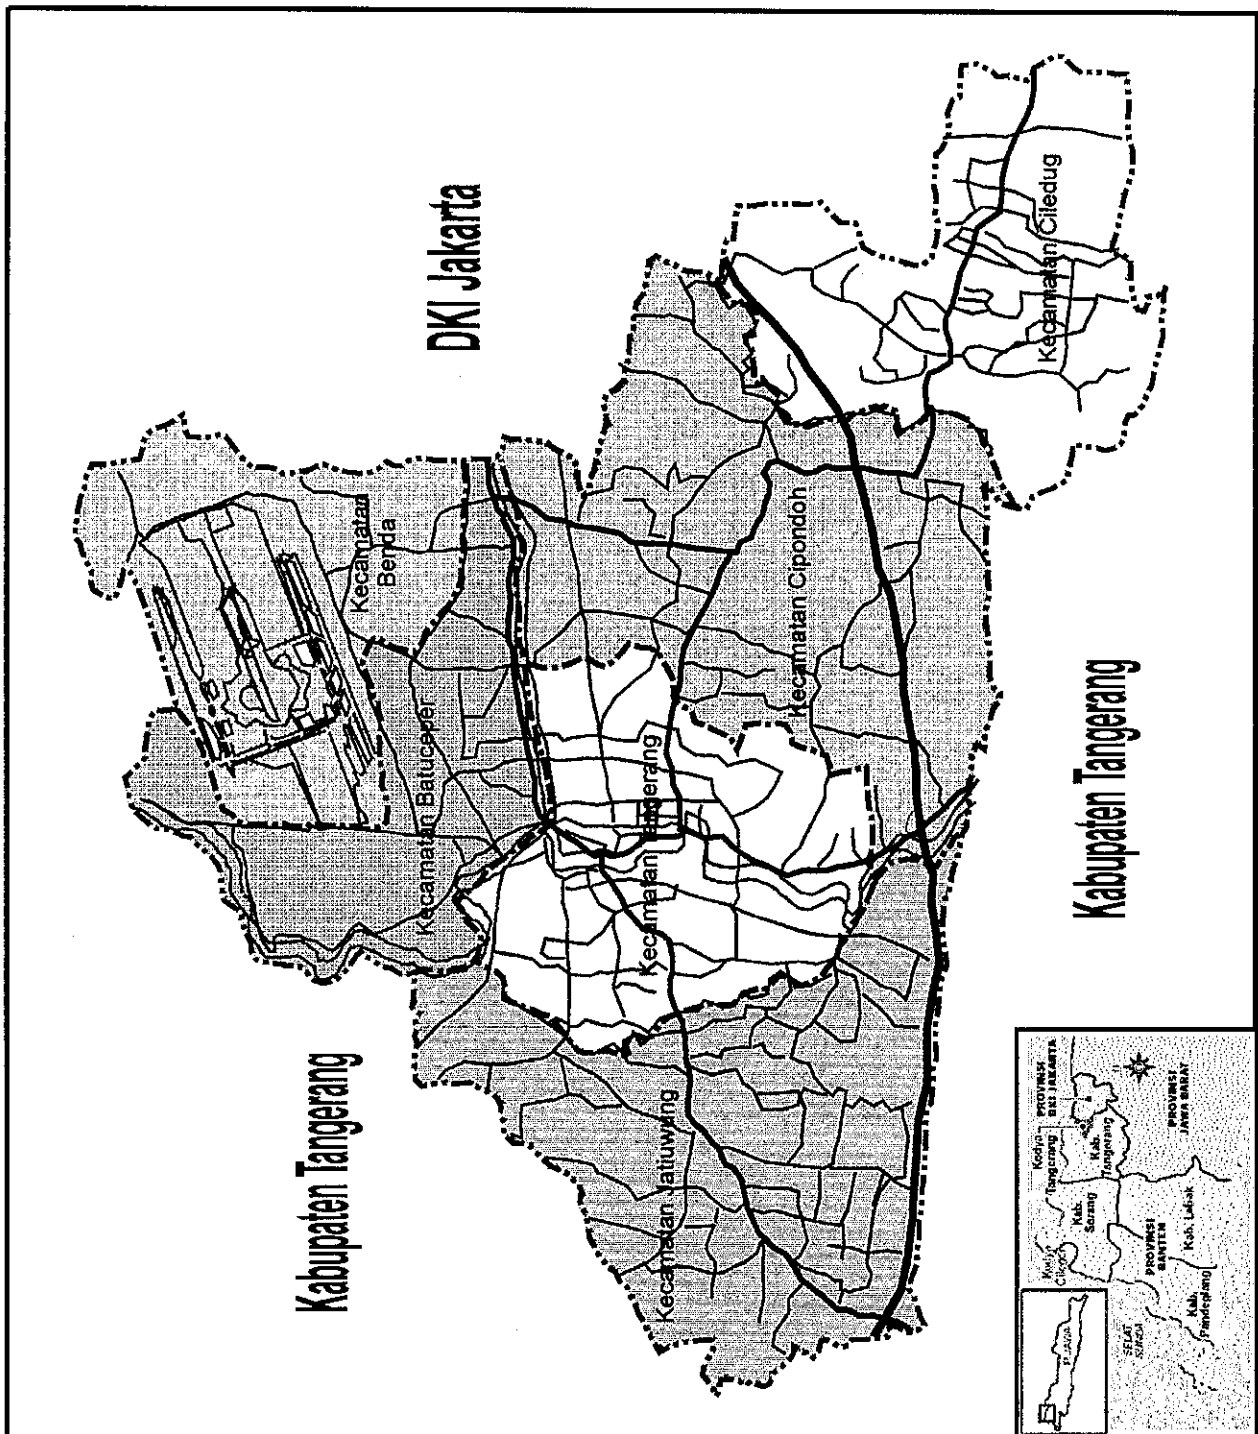 DKI Jakarta
Kabupaten Tangerang
Kabupaten Tangerang
Kecamatan
Benda
Kecamatan Batuceper
Kecamatan Tangerang
Kecamatan Cipondoh
Kecamatan Ciledug
Kecamatan Jatiuwung
PROVINSI
DKI JAKARTA
Kodya
Tangerang
Kab.
Tangerang
PROVINSI
JAWA BARAT
Kab.
Serang
PROVINSI
BANTEN
Kab. Lebak
Kab.
Pandeglang
SELAT
SUNDA
P. JAWA